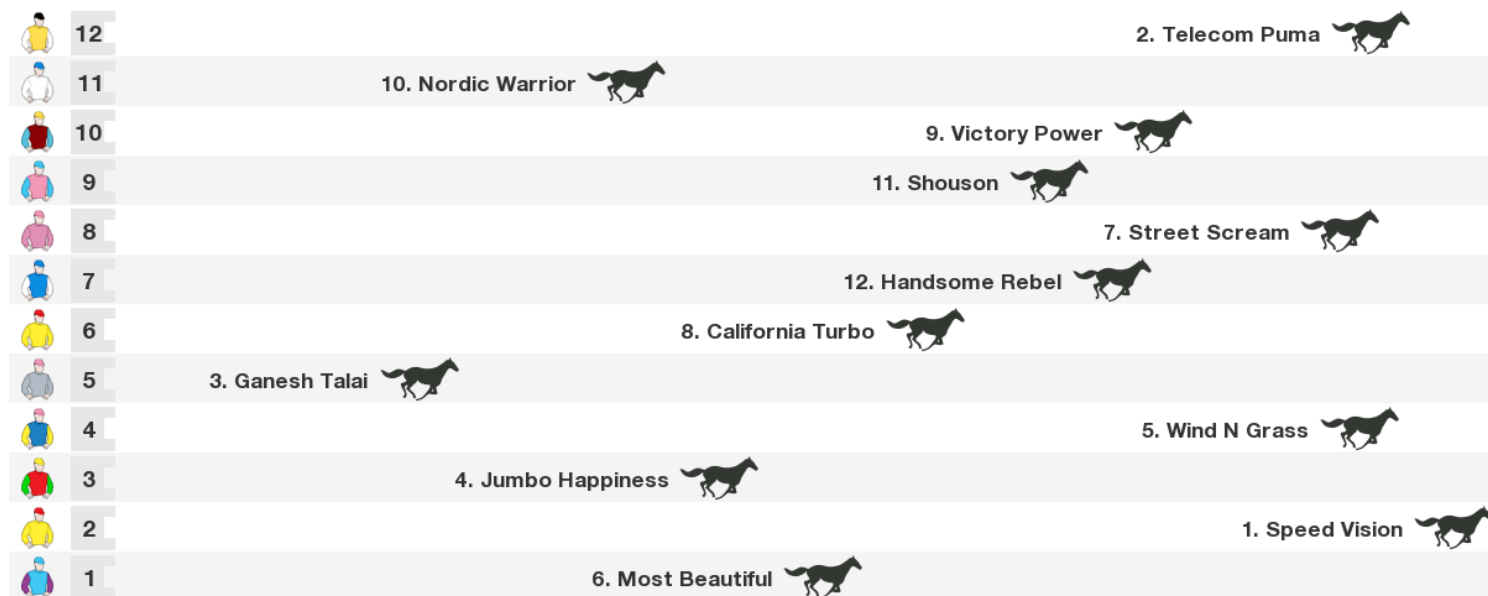 12 2. Telecom Puma
11 10. Nordic Warrior
10 9. Victory Power
9 11. Shouson
8 7. Street Scream
7 12. Handsome Rebel
6 8. California Turbo
5 3. Ganesh Talai
4 5. Wind N Grass
3 4. Jumbo Happiness
2 1. Speed Vision
1 6. Most Beautiful